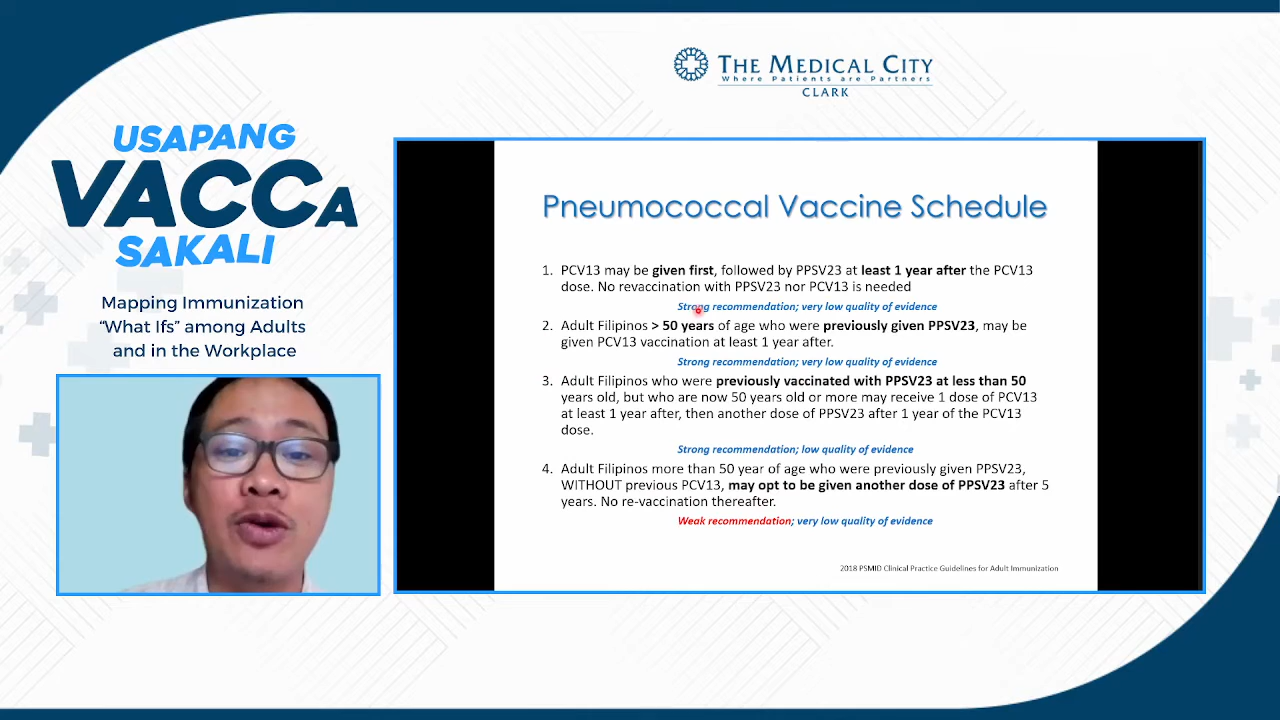 THE MEDICAL CITY
Where Patients are Partners
CLARK
USAPANG
VACCA
SAKALI
Mapping Immunization
“What Ifs” among Adults
and in the Workplace
Pneumococcal Vaccine Schedule
1. PCV13 may be given first, followed by PPSV23 at least 1 year after the PCV13
dose. No revaccination with PPSV23 nor PCV13 is needed
Strong recommendation; very low quality of evidence
2. Adult Filipinos > 50 years of age who were previously given PPSV23, may be
given PCV13 vaccination at least 1 year after.
Strong recommendation; very low quality of evidence
3. Adult Filipinos who were previously vaccinated with PPSV23 at less than 50
years old, but who are now 50 years old or more may receive 1 dose of PCV13
at least 1 year after, then another dose of PPSV23 after 1 year of the PCV13
dose.
Strong recommendation; low quality of evidence
4. Adult Filipinos more than 50 year of age who were previously given PPSV23,
WITHOUT previous PCV13, may opt to be given another dose of PPSV23 after 5
years. No re-vaccination thereafter.
Weak recommendation; very low quality of evidence
2018 PSMID Clinical Practice Guidelines for Adult Immunization